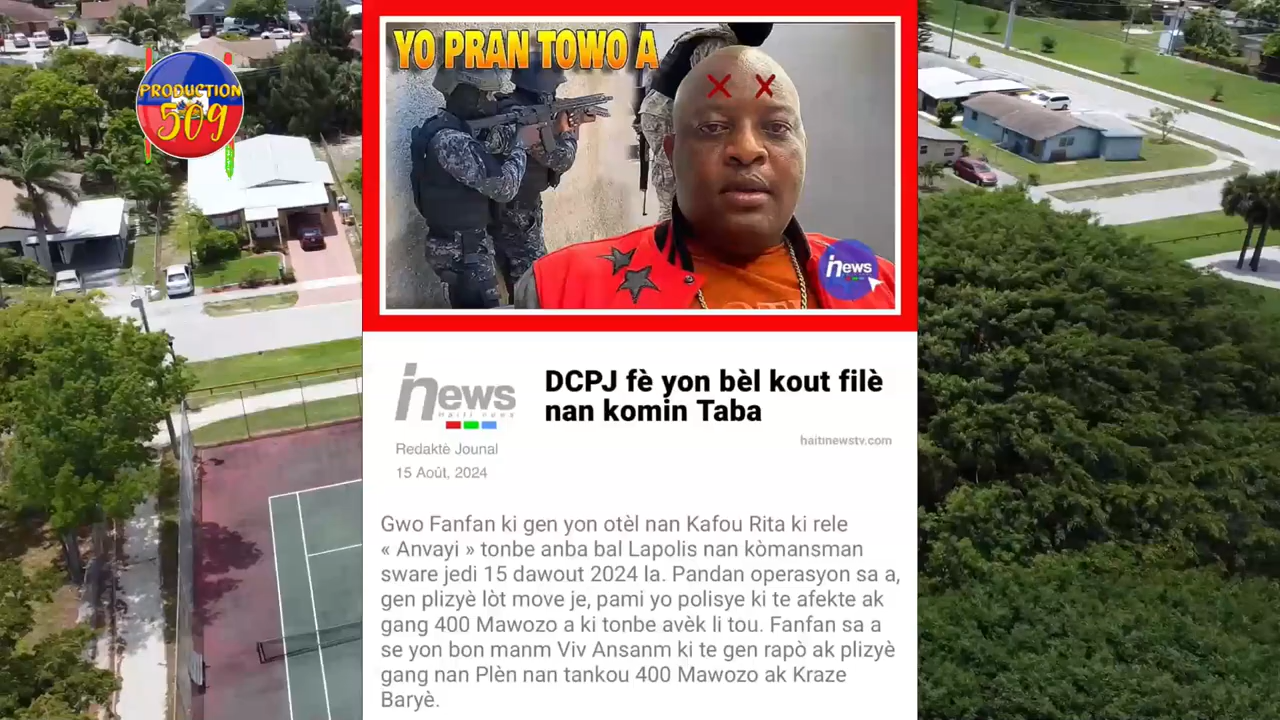 YO PRAN TOWO A
PRODUCTION
509
inews
inews
Haiti news
DCPJ fè yon bèl kout filè
nan komin Taba
haitinewstv.com
Redaktè Jounal
15 Août, 2024
Gwo Fanfan ki gen yon otèl nan Kafou Rita ki rele
« Anvayi » tonbe anba bal Lapolis nan kòmansman
sware jedi 15 dawout 2024 la. Pandan operasyon sa a,
gen plizyè lòt move je, pami yo polisye ki te afekte ak
gang 400 Mawozo a ki tonbe avèk li tou. Fanfan sa a
se yon bon manm Viv Ansanm ki te gen rapò ak plizyè
gang nan Plèn nan tankou 400 Mawozo ak Kraze
Baryè.